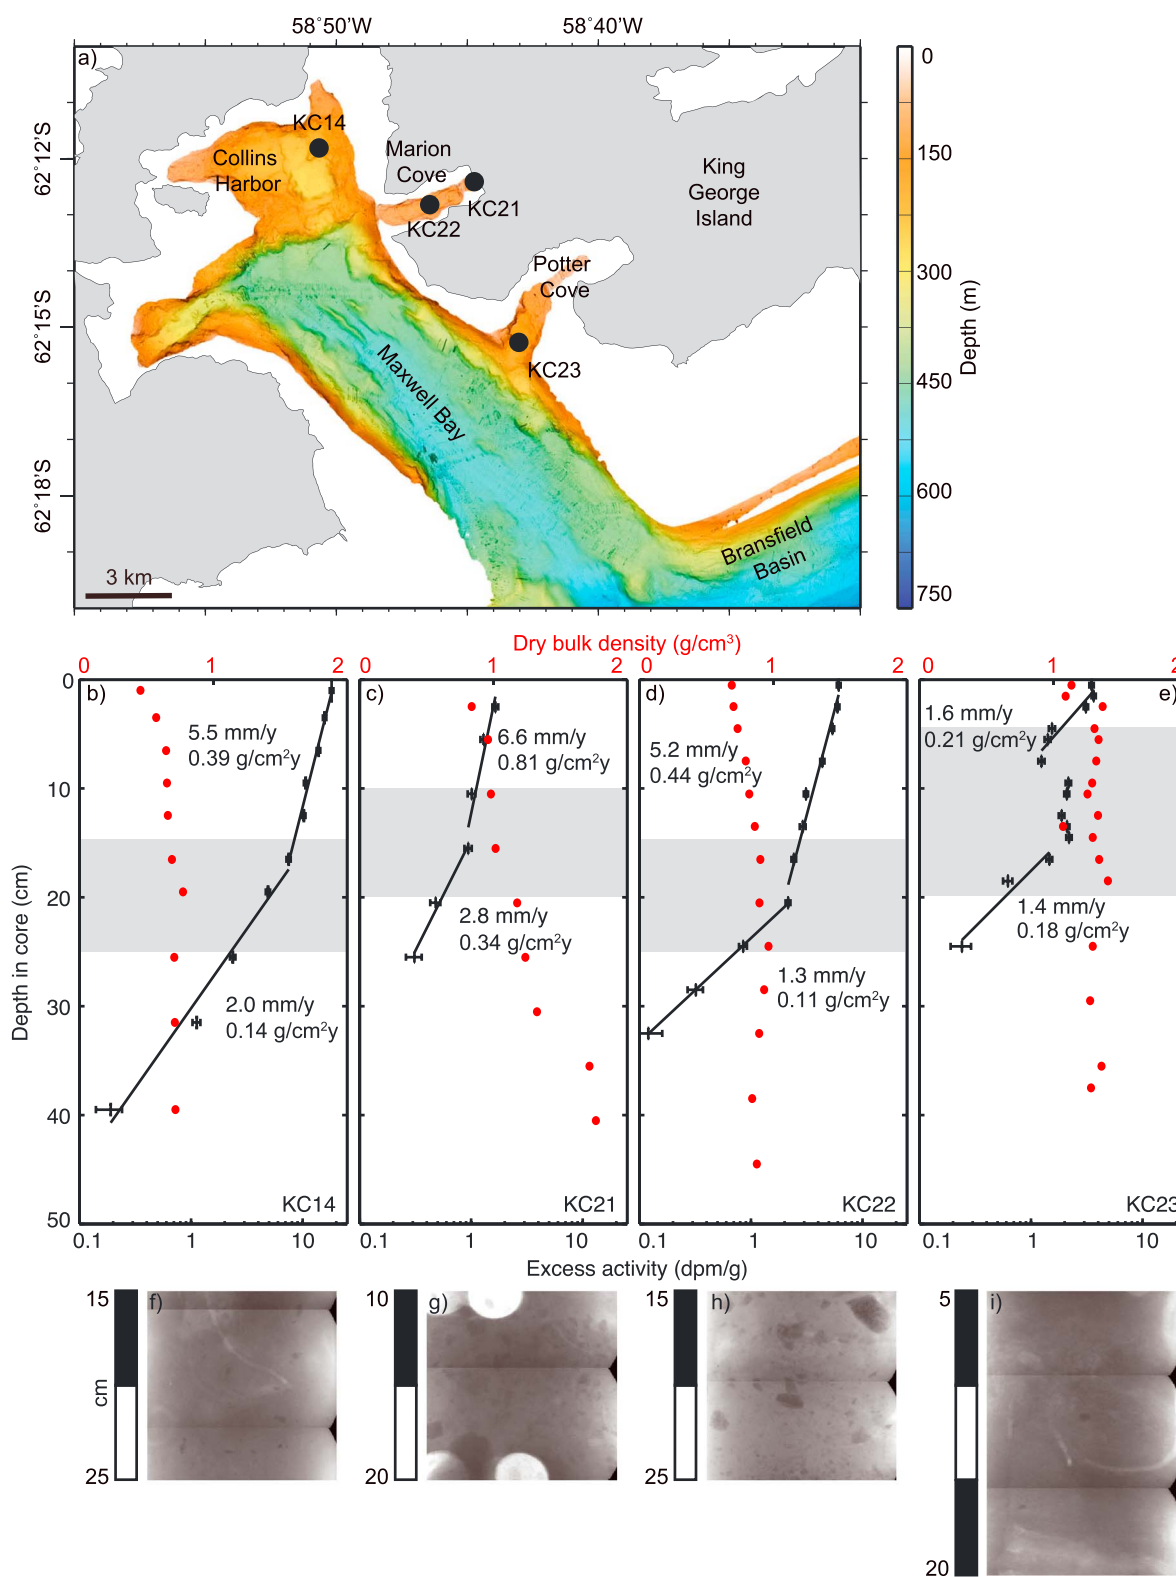 58°50'W
58°40'W
a)
0
KC14
62°12'S
Collins
Harbor
Marion
Cove
King
George
Island
150
KC21
KC22
Potter
Cove
300
62°15'S
Depth (m)
KC23
450
Maxwell Bay
62°18'S
600
Bransfield
Basin
3 km
750
Dry bulk density (g/cm³)
0 1 2 0 1 2 0 1 2 0 1 2
0
b)
c)
d)
e)
5.5 mm/y
0.39 g/cm²y
6.6 mm/y
0.81 g/cm²y
5.2 mm/y
0.44 g/cm²y
1.6 mm/y
0.21 g/cm²y
10
20
30
40
50
Depth in core (cm)
2.0 mm/y
0.14 g/cm²y
2.8 mm/y
0.34 g/cm²y
1.3 mm/y
0.11 g/cm²y
1.4 mm/y
0.18 g/cm²y
KC14
KC21
KC22
KC23
0.1 1 10 0.1 1 10 0.1 1 10 0.1 1 10
Excess activity (dpm/g)
15
f)
10
g)
15
h)
5
i)
cm
25
20
25
20